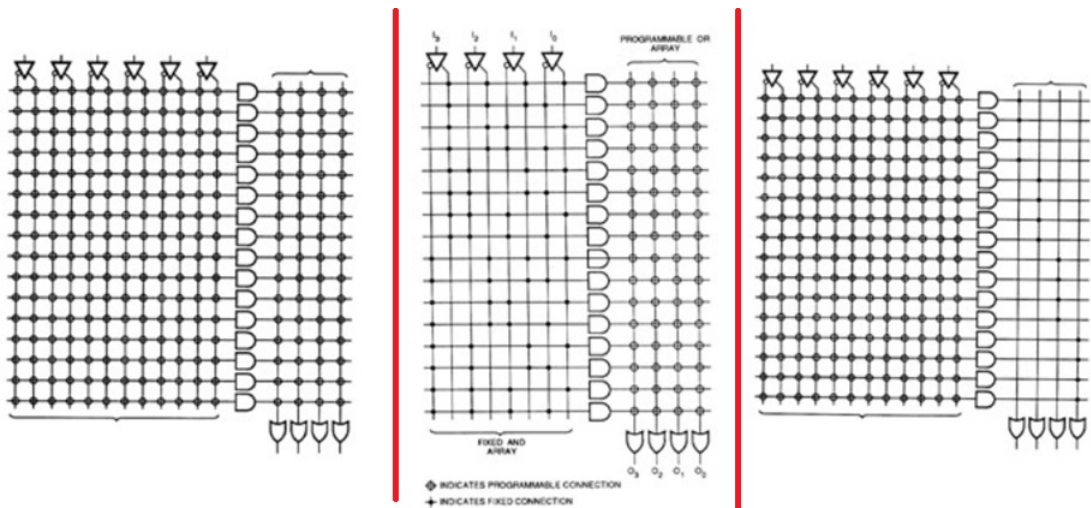 I₃ I₂ I₁ I₀
PROGRAMMABLE OR
ARRAY
FIXED AND
ARRAY
O₃ O₂ O₁ O₀
INDICATES PROGRAMMABLE CONNECTION
INDICATES FIXED CONNECTION